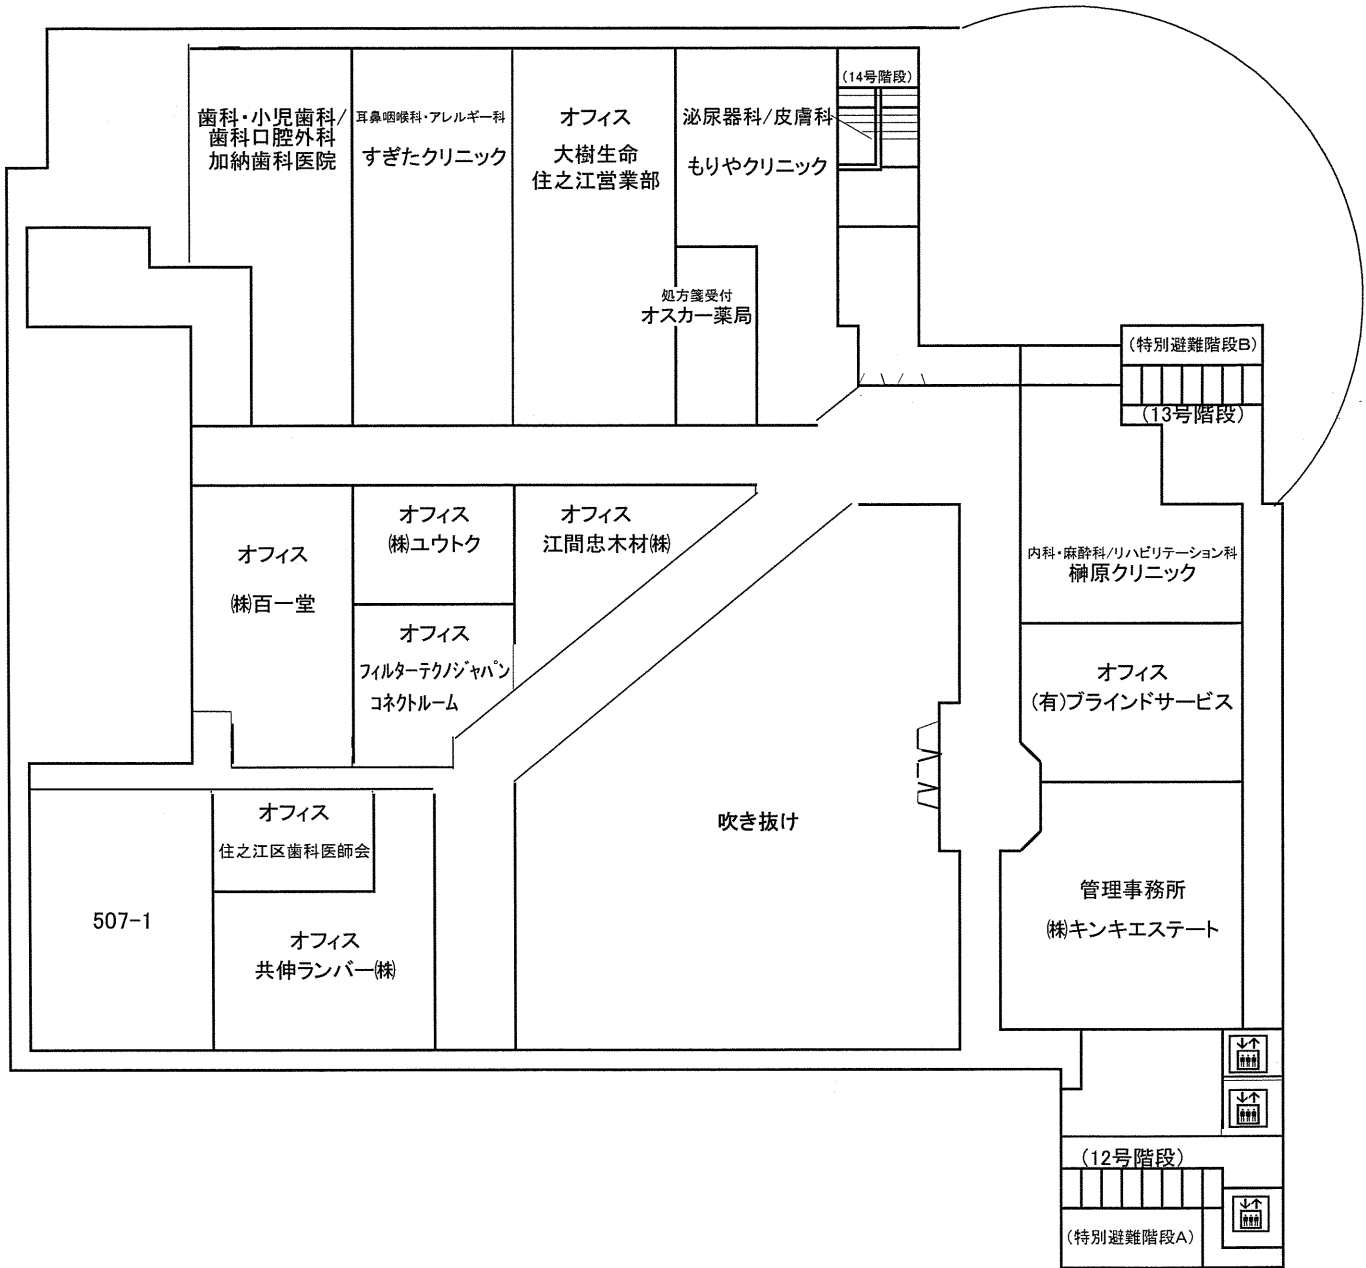 (14号階段)
歯科・小児歯科/
歯科口腔外科
加納歯科医院
耳鼻咽喉科・アレルギー科
すぎたクリニック
オフィス
大樹生命
住之江営業部
泌尿器科/皮膚科
もりやクリニック
処方箋受付
オスカー薬局
(特別避難階段B)
(13号階段)
オフィス
㈱百一堂
オフィス
㈱ユウトク
オフィス
江間忠木材㈱
オフィス
フィルターテクノジャパン
コネクトルーム
内科・麻酔科/リハビリテーション科
榊原クリニック
オフィス
(有)ブラインドサービス
吹き抜け
オフィス
住之江区歯科医師会
507-1
オフィス
共伸ランバー㈱
管理事務所
㈱キンキエステート
(12号階段)
(特別避難階段A)